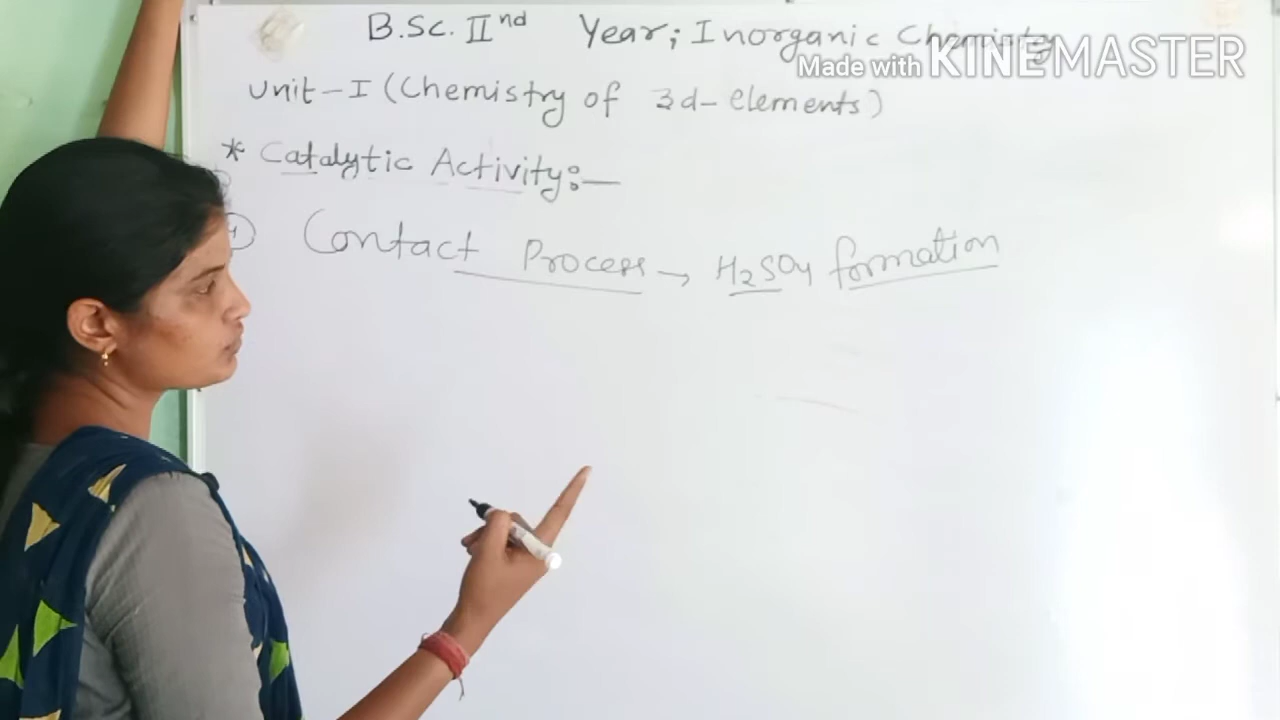 B.Sc. IInd Year; Inorganic Chemistry
Made with KINEMASTER
Unit-I (Chemistry of 3d-elements)
* Catalytic Activity:—
Contact Process → H2SO4 formation